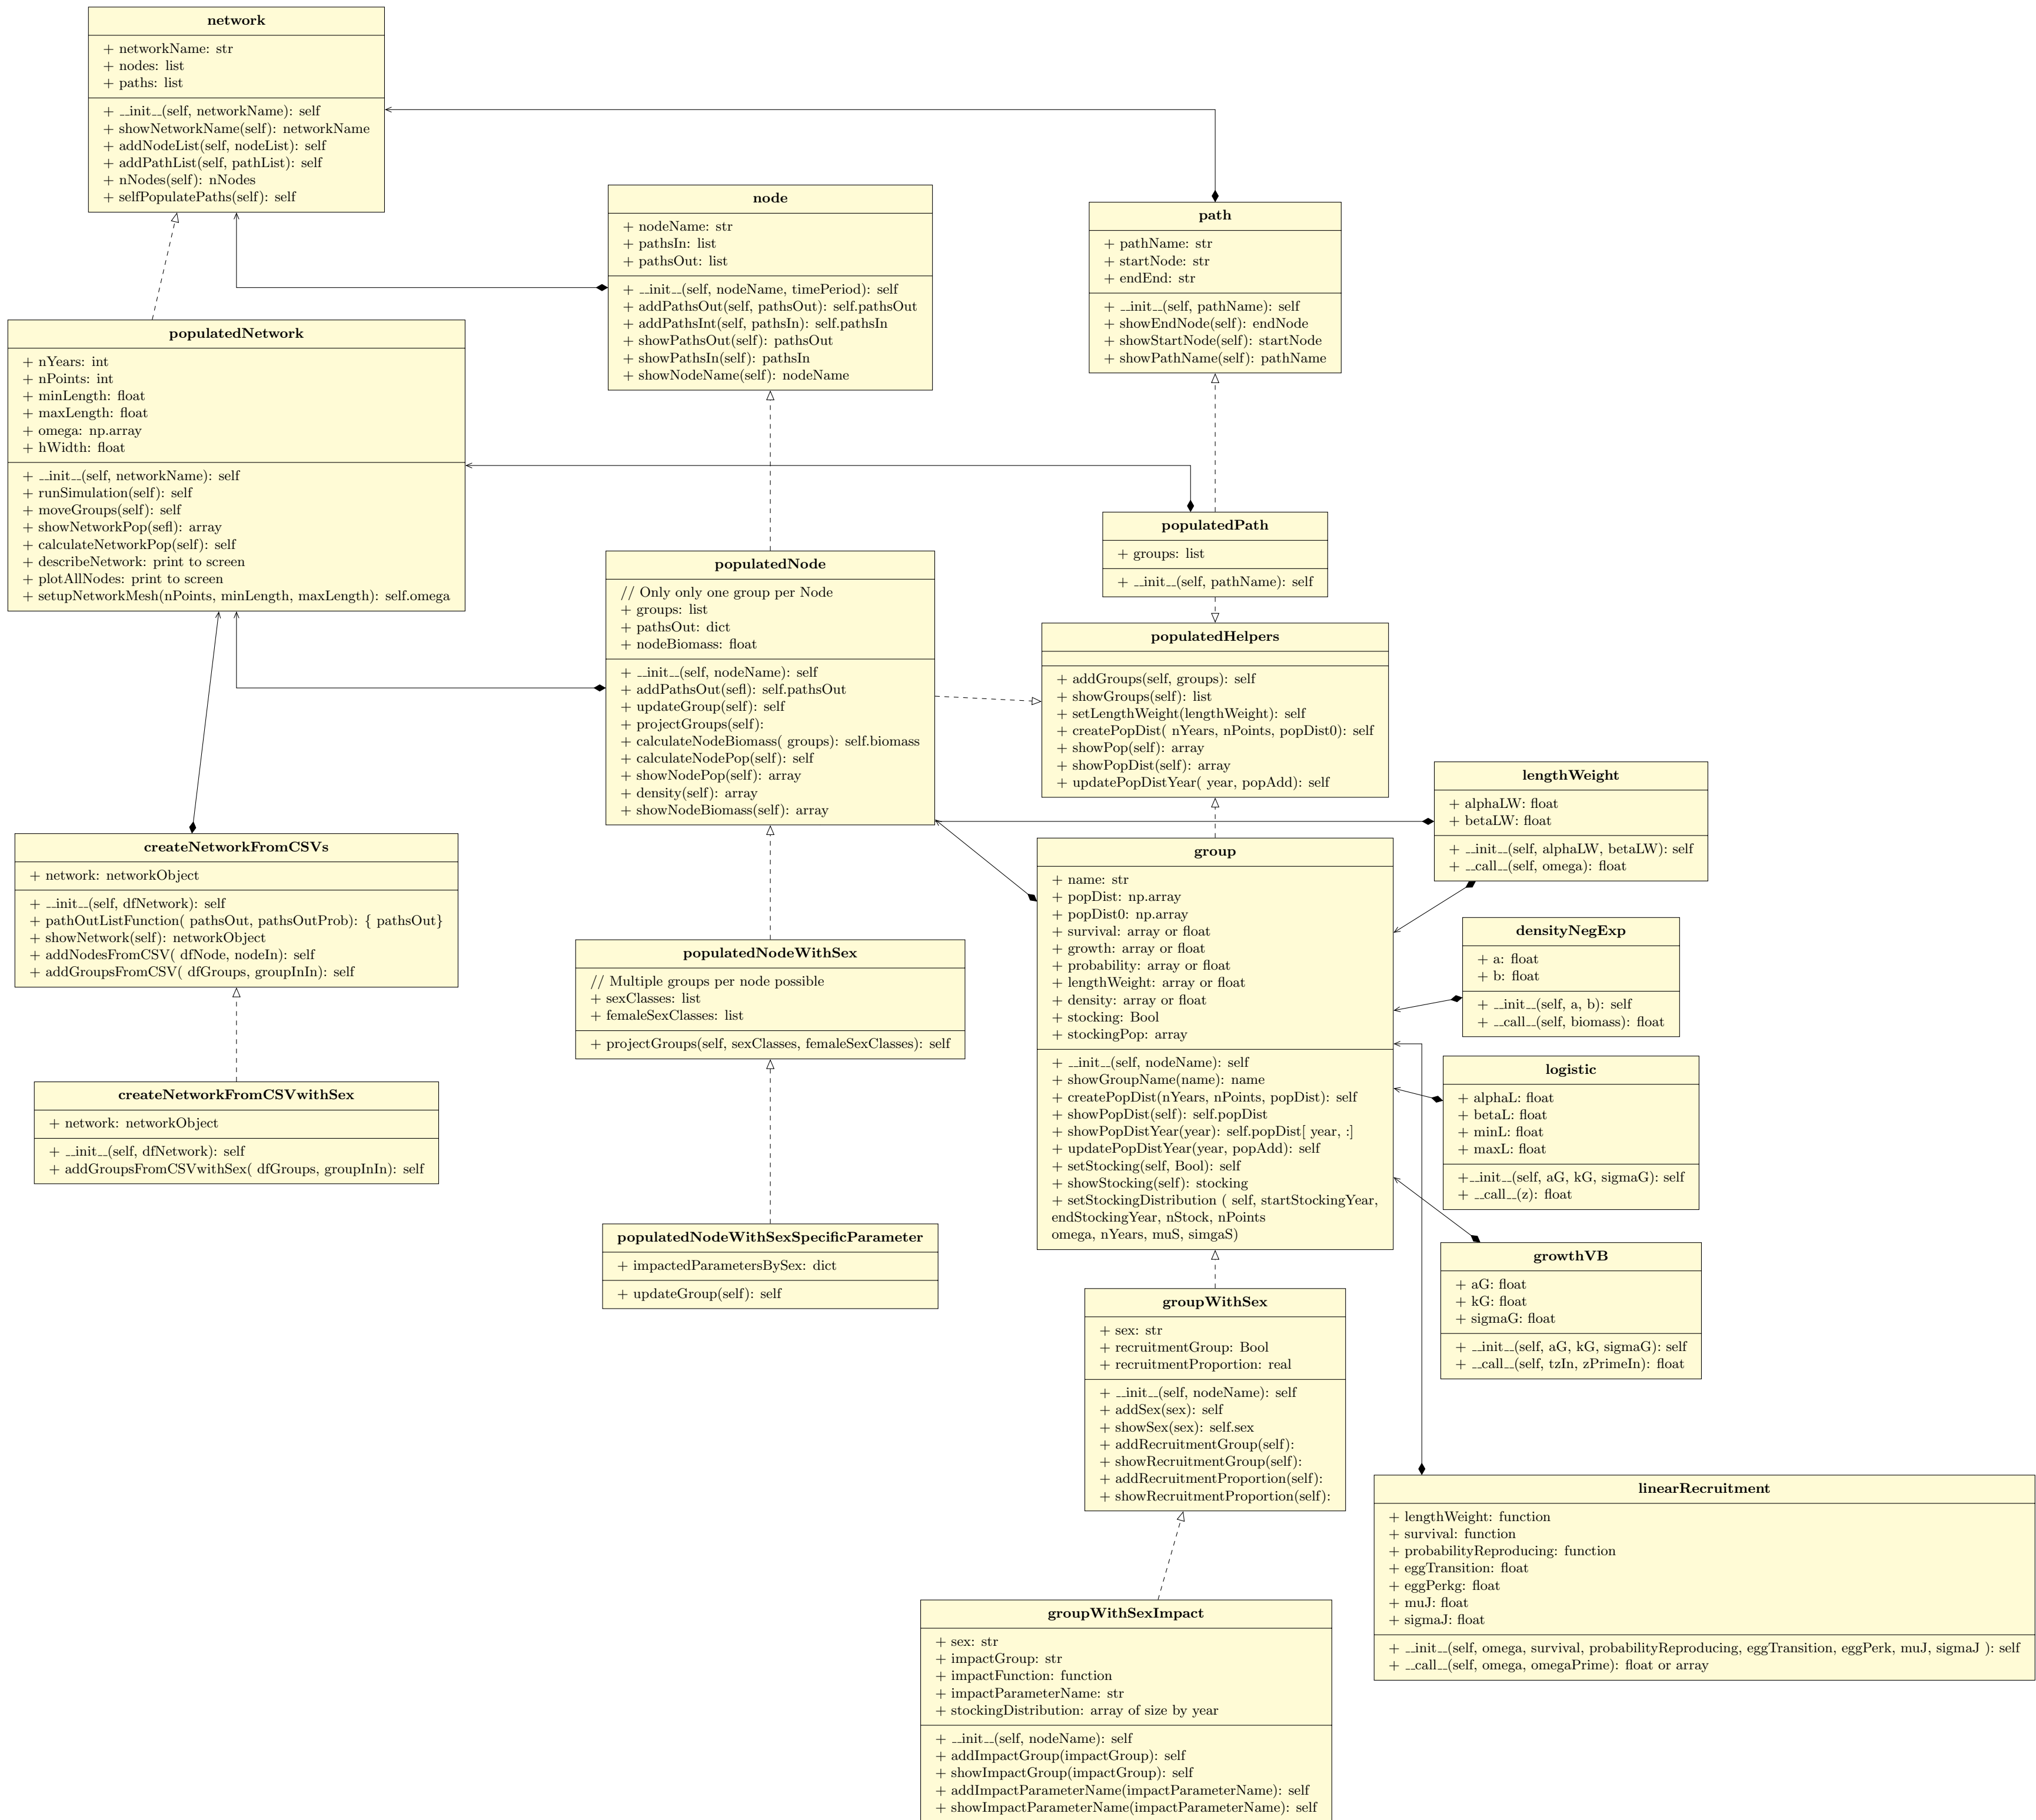 network
+ networkName: str
+ nodes: list
+ paths: list
+ __init__(self, networkName): self
+ showNetworkName(self): networkName
+ addNodeList(self, nodeList): self
+ addPathList(self, pathList): self
+ nNodes(self): nNodes
+ selfPopulatePaths(self): self
node
+ nodeName: str
+ pathsIn: list
+ pathsOut: list
+ __init__(self, nodeName, timePeriod): self
+ addPathsOut(self, pathsOut): self.pathsOut
+ addPathsInt(self, pathsIn): self.pathsIn
+ showPathsOut(self): pathsOut
+ showPathsIn(self): pathsIn
+ showNodeName(self): nodeName
path
+ pathName: str
+ startNode: str
+ endEnd: str
+ __init__(self, pathName): self
+ showEndNode(self): endNode
+ showStartNode(self): startNode
+ showPathName(self): pathName
populatedNetwork
+ nYears: int
+ nPoints: int
+ minLength: float
+ maxLength: float
+ omega: np.array
+ hWidth: float
+ __init__(self, networkName): self
+ runSimulation(self): self
+ moveGroups(self): self
+ showNetworkPop(sefl): array
+ calculateNetworkPop(self): self
+ describeNetwork: print to screen
+ plotAllNodes: print to screen
+ setupNetworkMesh(nPoints, minLength, maxLength): self.omega
populatedPath
+ groups: list
+ __init__(self, pathName): self
populatedNode
// Only only one group per Node
+ groups: list
+ pathsOut: dict
+ nodeBiomass: float
+ __init__(self, nodeName): self
+ addPathsOut(sefl): self.pathsOut
+ updateGroup(self): self
+ projectGroups(self):
+ calculateNodeBiomass( groups): self.biomass
+ calculateNodePop(self): self
+ showNodePop(self): array
+ density(self): array
+ showNodeBiomass(self): array
populatedHelpers
+ addGroups(self, groups): self
+ showGroups(self): list
+ setLengthWeight(lengthWeight): self
+ createPopDist( nYears, nPoints, popDist0): self
+ showPop(self): array
+ showPopDist(self): array
+ updatePopDistYear( year, popAdd): self
lengthWeight
+ alphaLW: float
+ betaLW: float
+ __init__(self, alphaLW, betaLW): self
+ __call__(self, omega): float
createNetworkFromCSVs
+ network: networkObject
+ __init__(self, dfNetwork): self
+ pathOutListFunction( pathsOut, pathsOutProb): { pathsOut}
+ showNetwork(self): networkObject
+ addNodesFromCSV( dfNode, nodeIn): self
+ addGroupsFromCSV( dfGroups, groupInIn): self
group
+ name: str
+ popDist: np.array
+ popDist0: np.array
+ survival: array or float
+ growth: array or float
+ probability: array or float
+ lengthWeight: array or float
+ density: array or float
+ stocking: Bool
+ stockingPop: array
+ __init__(self, nodeName): self
+ showGroupName(name): name
+ createPopDist(nYears, nPoints, popDist): self
+ showPopDist(self): self.popDist
+ showPopDistYear(year): self.popDist[ year, :]
+ updatePopDistYear(year, popAdd): self
+ setStocking(self, Bool): self
+ showStocking(self): stocking
+ setStockingDistribution ( self, startStockingYear,
endStockingYear, nStock, nPoints
omega, nYears, muS, simgaS)
densityNegExp
+ a: float
+ b: float
+ __init__(self, a, b): self
+ __call__(self, biomass): float
populatedNodeWithSex
// Multiple groups per node possible
+ sexClasses: list
+ femaleSexClasses: list
+ projectGroups(self, sexClasses, femaleSexClasses): self
logistic
+ alphaL: float
+ betaL: float
+ minL: float
+ maxL: float
+__init__(self, aG, kG, sigmaG): self
+ __call__(z): float
createNetworkFromCSVwithSex
+ network: networkObject
+ __init__(self, dfNetwork): self
+ addGroupsFromCSVwithSex( dfGroups, groupInIn): self
populatedNodeWithSexSpecificParameter
+ impactedParametersBySex: dict
+ updateGroup(self): self
growthVB
+ aG: float
+ kG: float
+ sigmaG: float
+ __init__(self, aG, kG, sigmaG): self
+ __call__(self, tzIn, zPrimeIn): float
groupWithSex
+ sex: str
+ recruitmentGroup: Bool
+ recruitmentProportion: real
+ __init__(self, nodeName): self
+ addSex(sex): self
+ showSex(sex): self.sex
+ addRecruitmentGroup(self):
+ showRecruitmentGroup(self):
+ addRecruitmentProportion(self):
+ showRecruitmentProportion(self):
linearRecruitment
+ lengthWeight: function
+ survival: function
+ probabilityReproducing: function
+ eggTransition: float
+ eggPerkg: float
+ muJ: float
+ sigmaJ: float
+ __init__(self, omega, survival, probabilityReproducing, eggTransition, eggPerk, muJ, sigmaJ ): self
+ __call__(self, omega, omegaPrime): float or array
groupWithSexImpact
+ sex: str
+ impactGroup: str
+ impactFunction: function
+ impactParameterName: str
+ stockingDistribution: array of size by year
+ __init__(self, nodeName): self
+ addImpactGroup(impactGroup): self
+ showImpactGroup(impactGroup): self
+ addImpactParameterName(impactParameterName): self
+ showImpactParameterName(impactParameterName): self